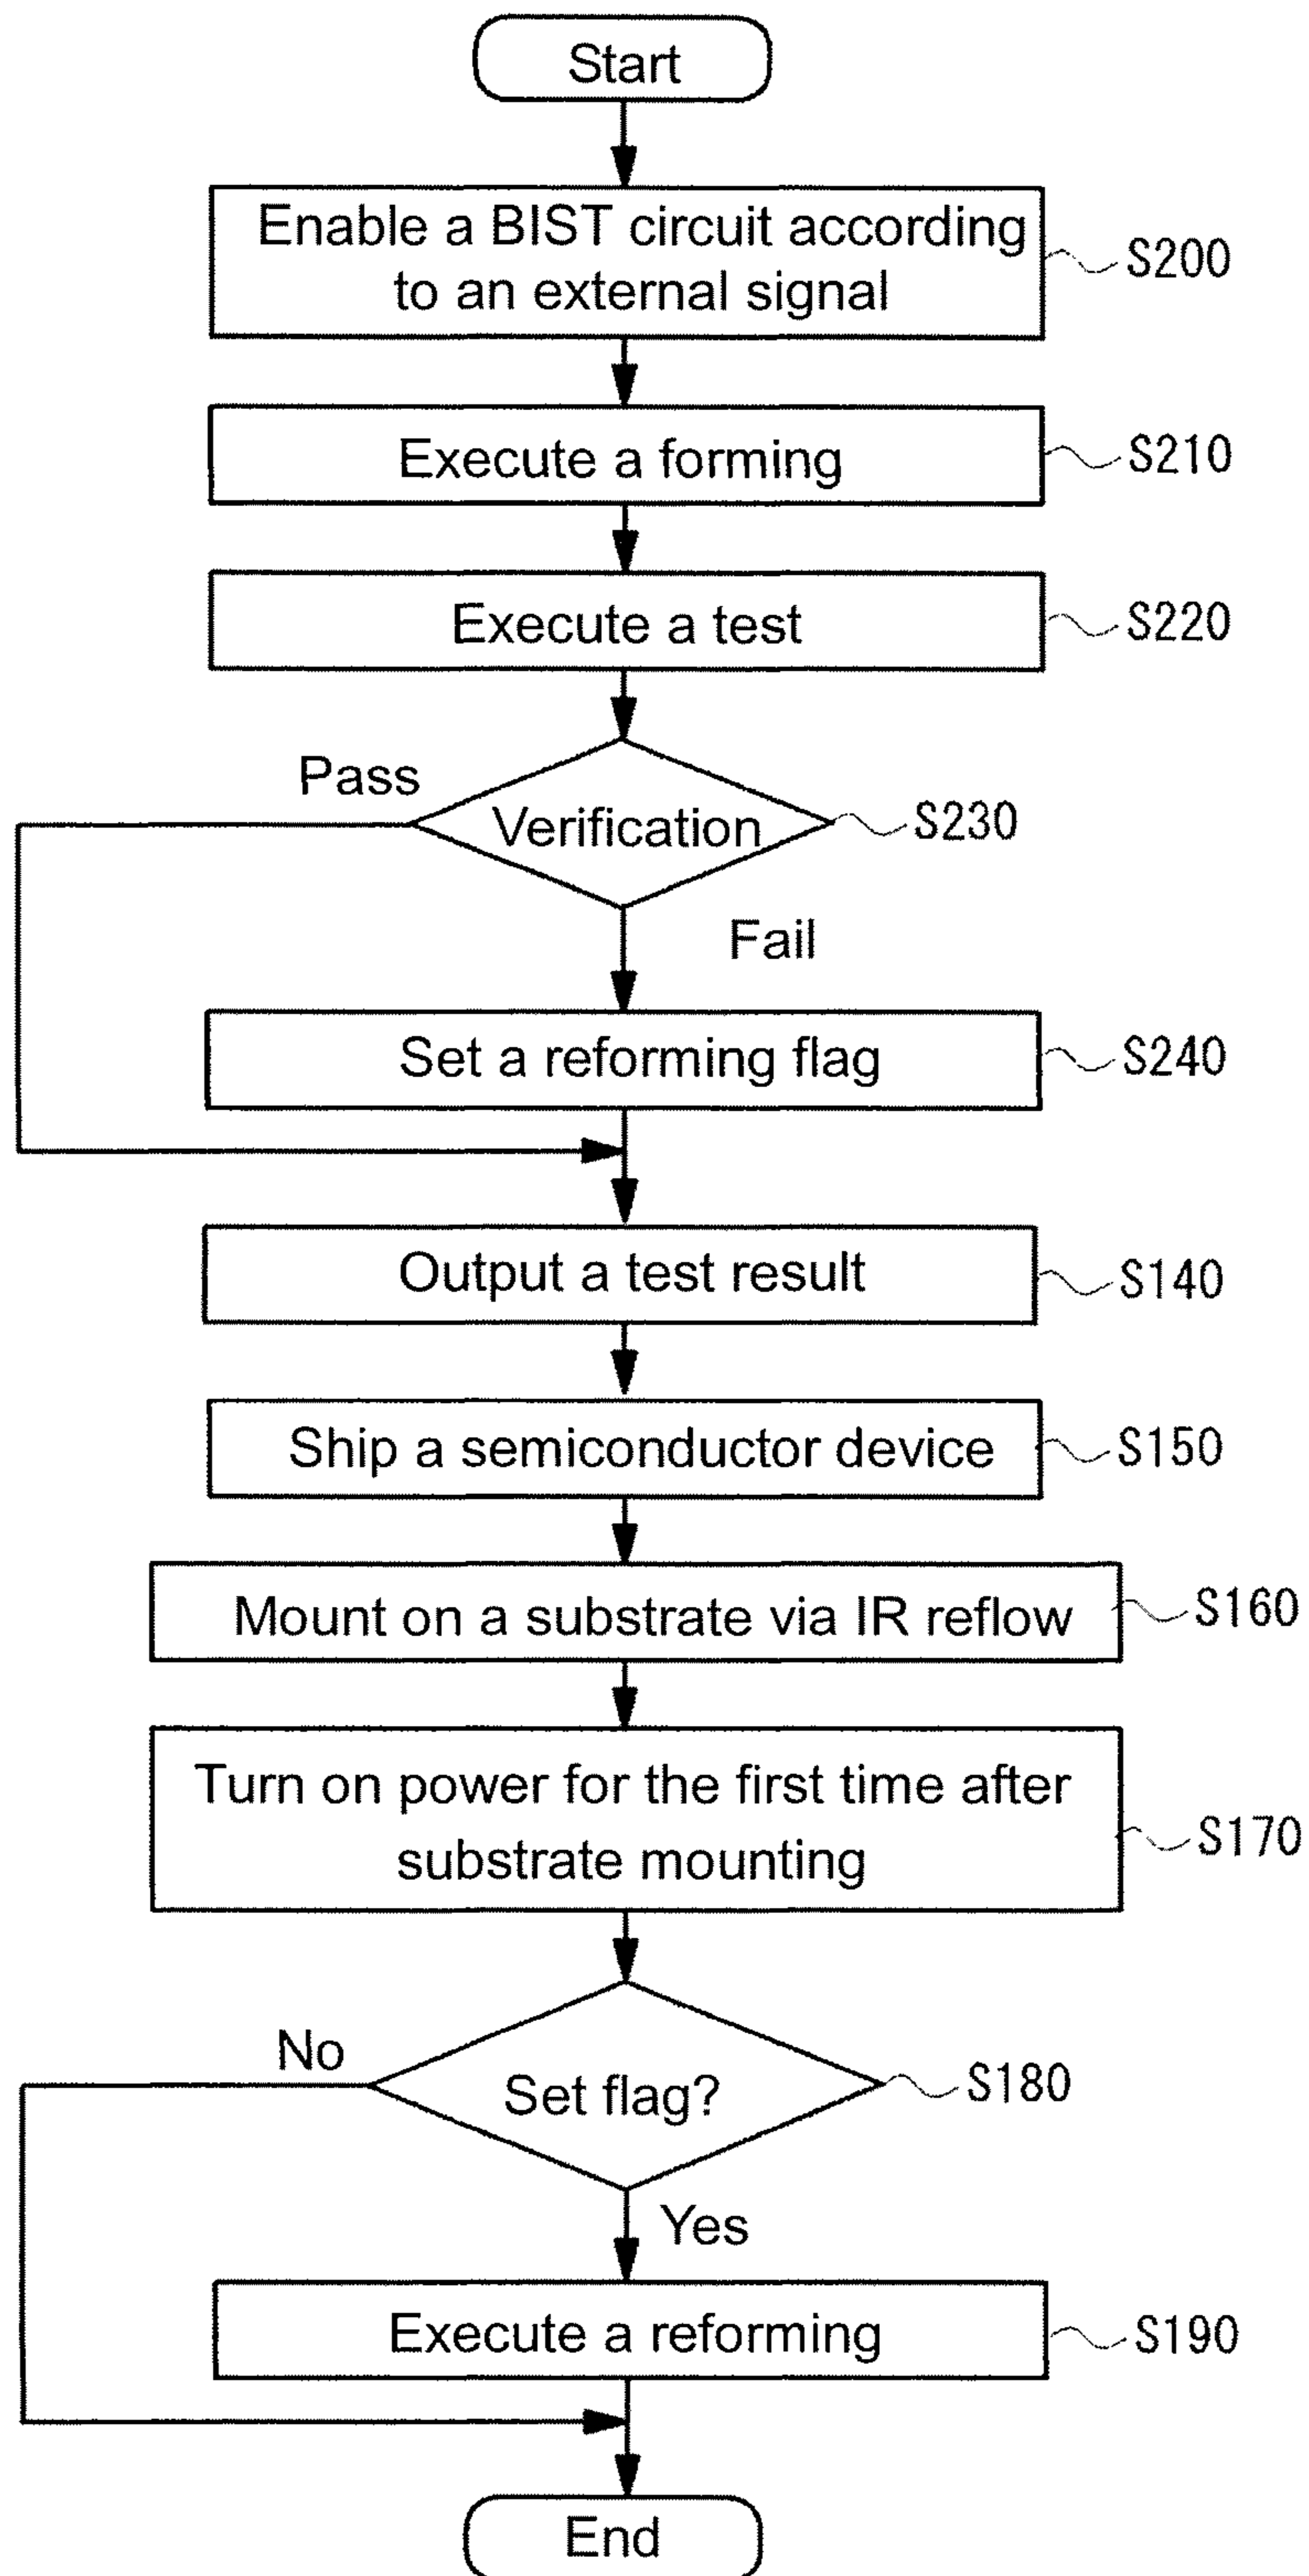 Start
Enable a BIST circuit according
to an external signal
S200
Execute a forming
S210
Execute a test
S220
Pass
Verification
S230
Fail
Set a reforming flag
S240
Output a test result
S140
Ship a semiconductor device
S150
Mount on a substrate via IR reflow
S160
Turn on power for the first time after
substrate mounting
S170
No
Set flag?
S180
Yes
Execute a reforming
S190
End